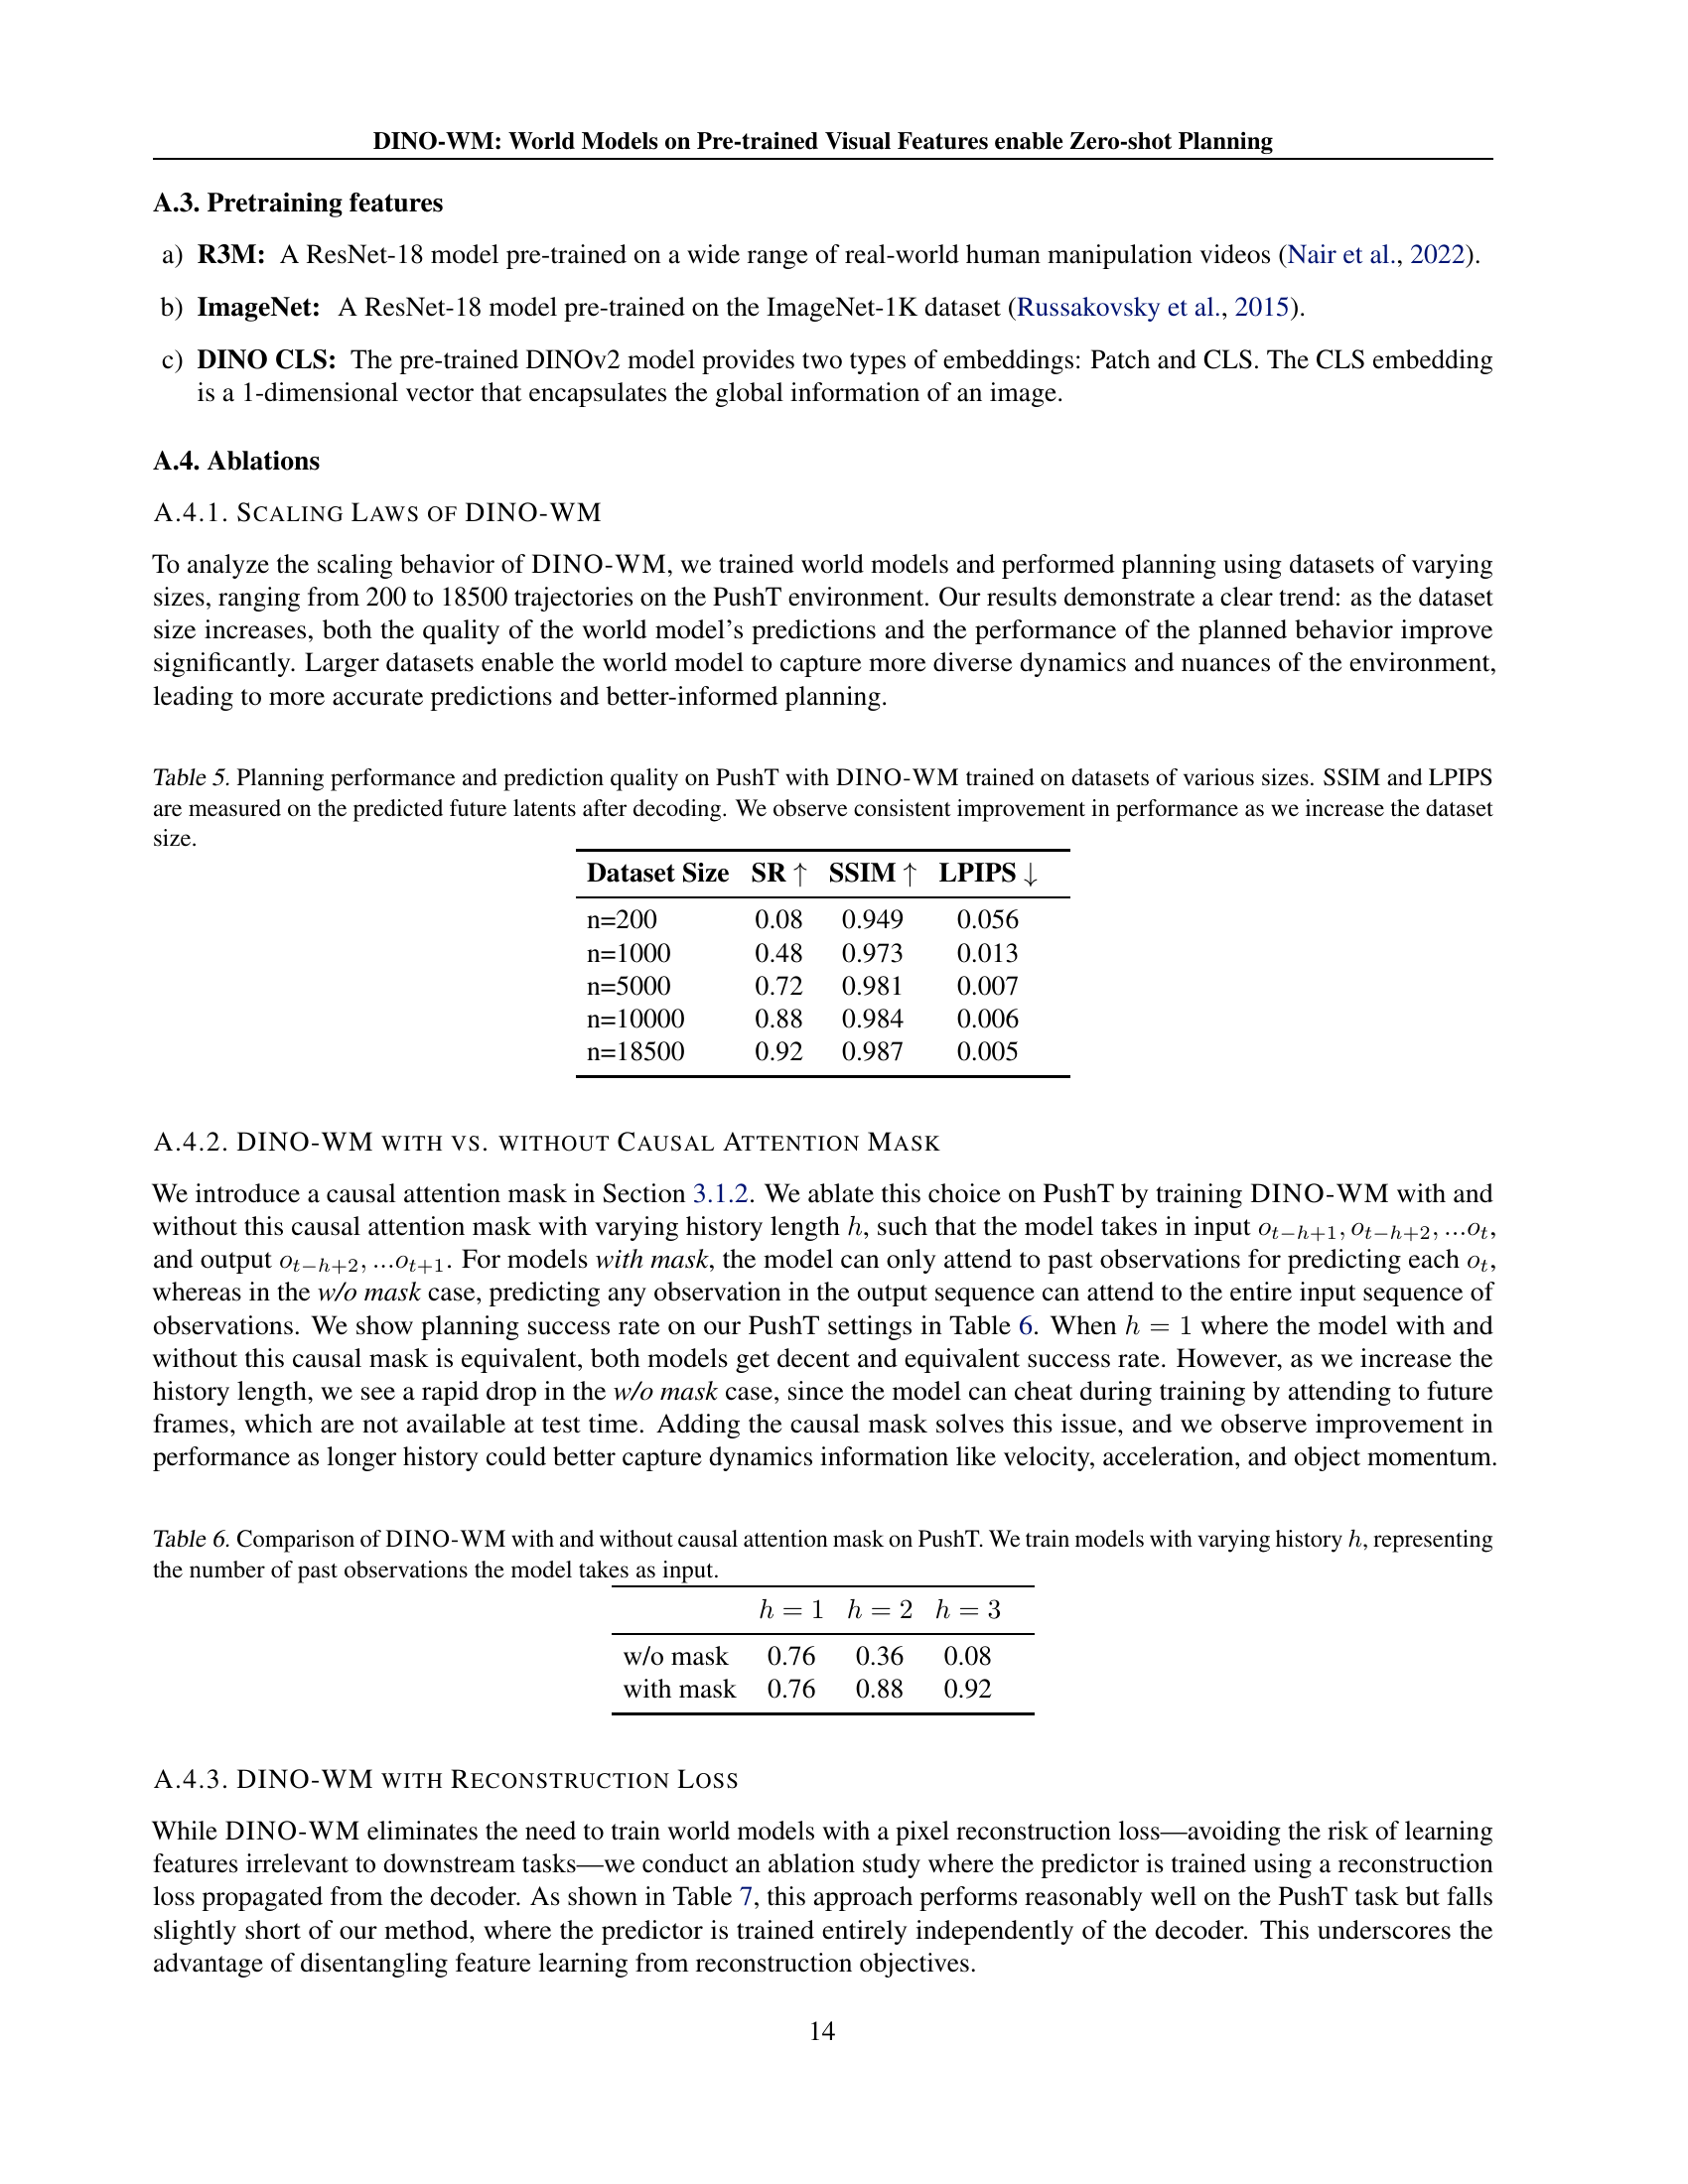 DINO-WM: World Models on Pre-trained Visual Features enable Zero-shot Planning
A.3. Pretraining features
a) R3M: A ResNet-18 model pre-trained on a wide range of real-world human manipulation videos (Nair et al., 2022).
b) ImageNet: A ResNet-18 model pre-trained on the ImageNet-1K dataset (Russakovsky et al., 2015).
c) DINO CLS: The pre-trained DINOv2 model provides two types of embeddings: Patch and CLS. The CLS embedding
is a 1-dimensional vector that encapsulates the global information of an image.
A.4. Ablations
A.4.1. SCALING LAWS OF DINO-WM
To analyze the scaling behavior of DINO-WM, we trained world models and performed planning using datasets of varying
sizes, ranging from 200 to 18500 trajectories on the PushT environment. Our results demonstrate a clear trend: as the dataset
size increases, both the quality of the world model's predictions and the performance of the planned behavior improve
significantly. Larger datasets enable the world model to capture more diverse dynamics and nuances of the environment,
leading to more accurate predictions and better-informed planning.
Table 5. Planning performance and prediction quality on PushT with DINO-WM trained on datasets of various sizes. SSIM and LPIPS
are measured on the predicted future latents after decoding. We observe consistent improvement in performance as we increase the dataset
size.
Dataset Size SR ↑ SSIM ↑ LPIPS ↓
n=200 0.08 0.949 0.056
n=1000 0.48 0.973 0.013
n=5000 0.72 0.981 0.007
n=10000 0.88 0.984 0.006
n=18500 0.92 0.987 0.005
A.4.2. DINO-WM WITH VS. WITHOUT CAUSAL ATTENTION MASK
We introduce a causal attention mask in Section 3.1.2. We ablate this choice on PushT by training DINO-WM with and
without this causal attention mask with varying history length h, such that the model takes in input o_{t−h+1}, o_{t−h+2}, ...o_t,
and output o_{t−h+2}, ...o_{t+1}. For models with mask, the model can only attend to past observations for predicting each o_t,
whereas in the w/o mask case, predicting any observation in the output sequence can attend to the entire input sequence of
observations. We show planning success rate on our PushT settings in Table 6. When h = 1 where the model with and
without this causal mask is equivalent, both models get decent and equivalent success rate. However, as we increase the
history length, we see a rapid drop in the w/o mask case, since the model can cheat during training by attending to future
frames, which are not available at test time. Adding the causal mask solves this issue, and we observe improvement in
performance as longer history could better capture dynamics information like velocity, acceleration, and object momentum.
Table 6. Comparison of DINO-WM with and without causal attention mask on PushT. We train models with varying history h, representing
the number of past observations the model takes as input.
h = 1 h = 2 h = 3
w/o mask 0.76 0.36 0.08
with mask 0.76 0.88 0.92
A.4.3. DINO-WM WITH RECONSTRUCTION LOSS
While DINO-WM eliminates the need to train world models with a pixel reconstruction loss—avoiding the risk of learning
features irrelevant to downstream tasks—we conduct an ablation study where the predictor is trained using a reconstruction
loss propagated from the decoder. As shown in Table 7, this approach performs reasonably well on the PushT task but falls
slightly short of our method, where the predictor is trained entirely independently of the decoder. This underscores the
advantage of disentangling feature learning from reconstruction objectives.
14